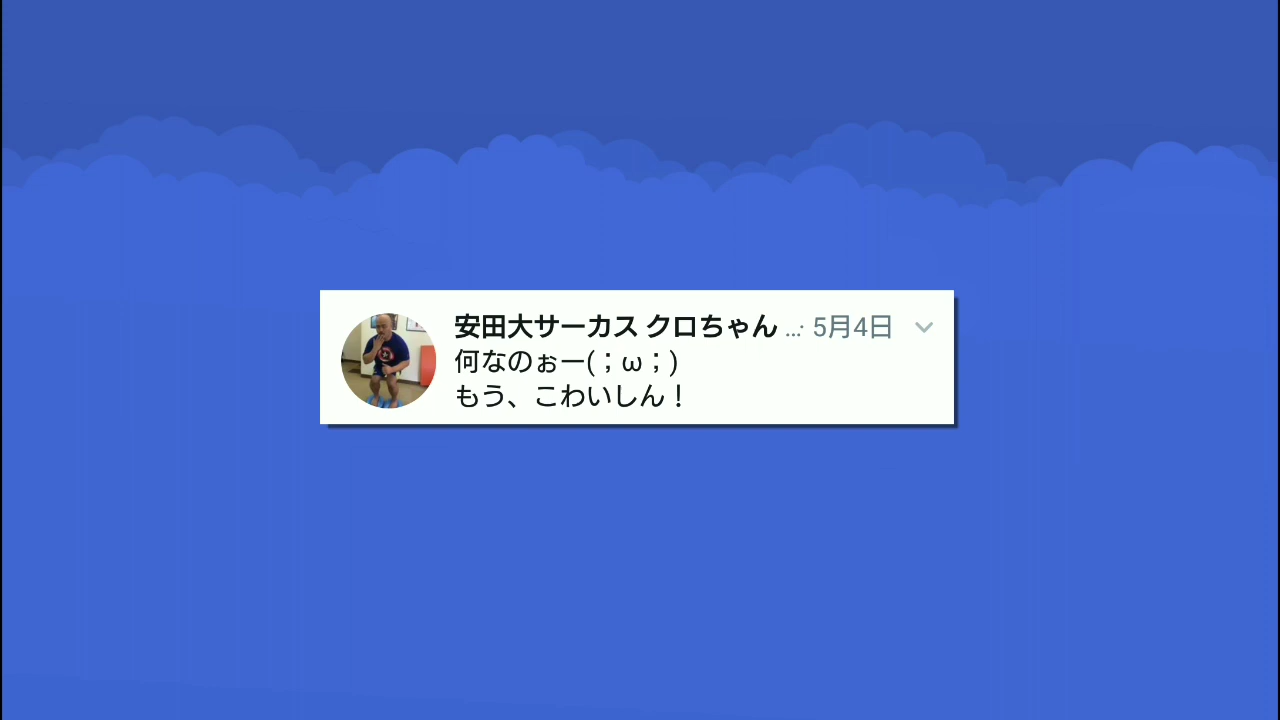 安田大サーカス クロちゃん …· 5月4日
何なのぉー(；ω；)
もう、こわいしん！